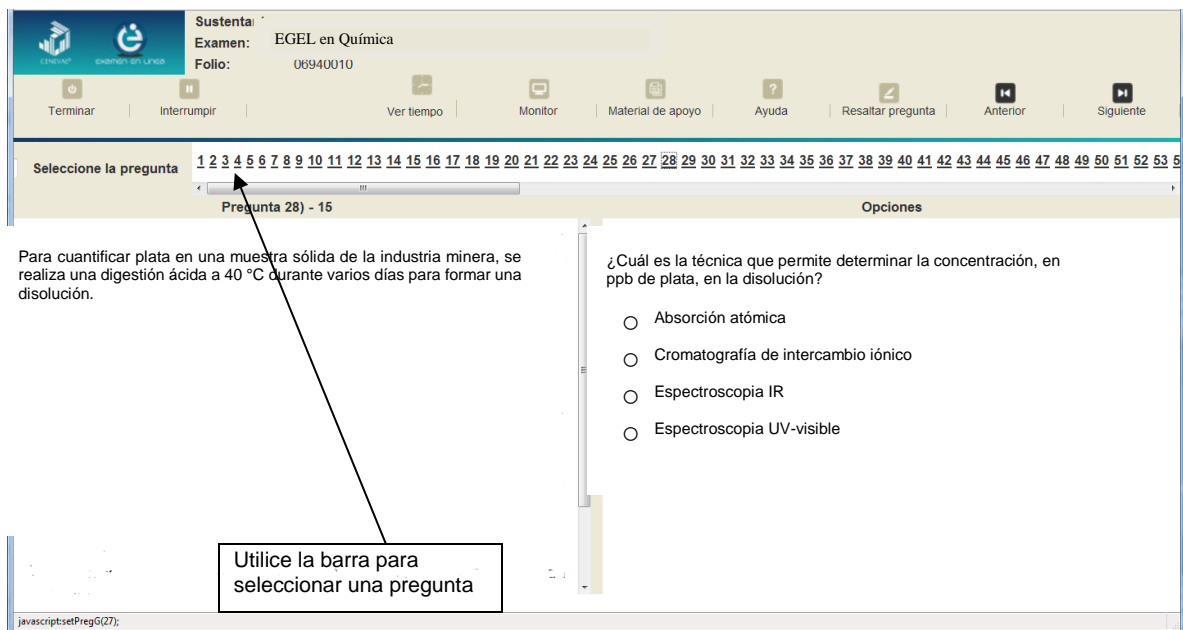 Sustenta
Examen: EGEL en Química
Folio: 06940010
CENEVAL examen en línea
Terminar Interrumpir Ver tiempo Monitor Material de apoyo Ayuda Resaltar pregunta Anterior Siguiente
Seleccione la pregunta 1 2 3 4 5 6 7 8 9 10 11 12 13 14 15 16 17 18 19 20 21 22 23 24 25 26 27 28 29 30 31 32 33 34 35 36 37 38 39 40 41 42 43 44 45 46 47 48 49 50 51 52 53 5
Pregunta 28) - 15
Opciones
Para cuantificar plata en una muestra sólida de la industria minera, se
realiza una digestión ácida a 40 °C durante varios días para formar una
disolución.
¿Cuál es la técnica que permite determinar la concentración, en
ppb de plata, en la disolución?
Absorción atómica
Cromatografía de intercambio iónico
Espectroscopia IR
Espectroscopia UV-visible
Utilice la barra para
seleccionar una pregunta
javascript:setPregG(27);